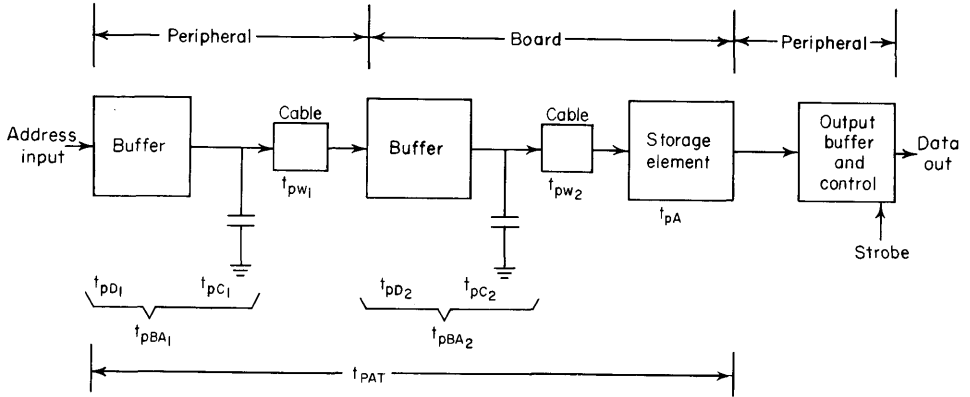 Peripheral Board Peripheral
Cable Cable
Address input
Buffer
Buffer
Storage element
Output buffer and control
Data out
t_pw1
t_pw2
t_pA
Strobe
t_pD1 t_pC1 t_pD2 t_pC2
t_pBA1 t_pBA2
t_PAT